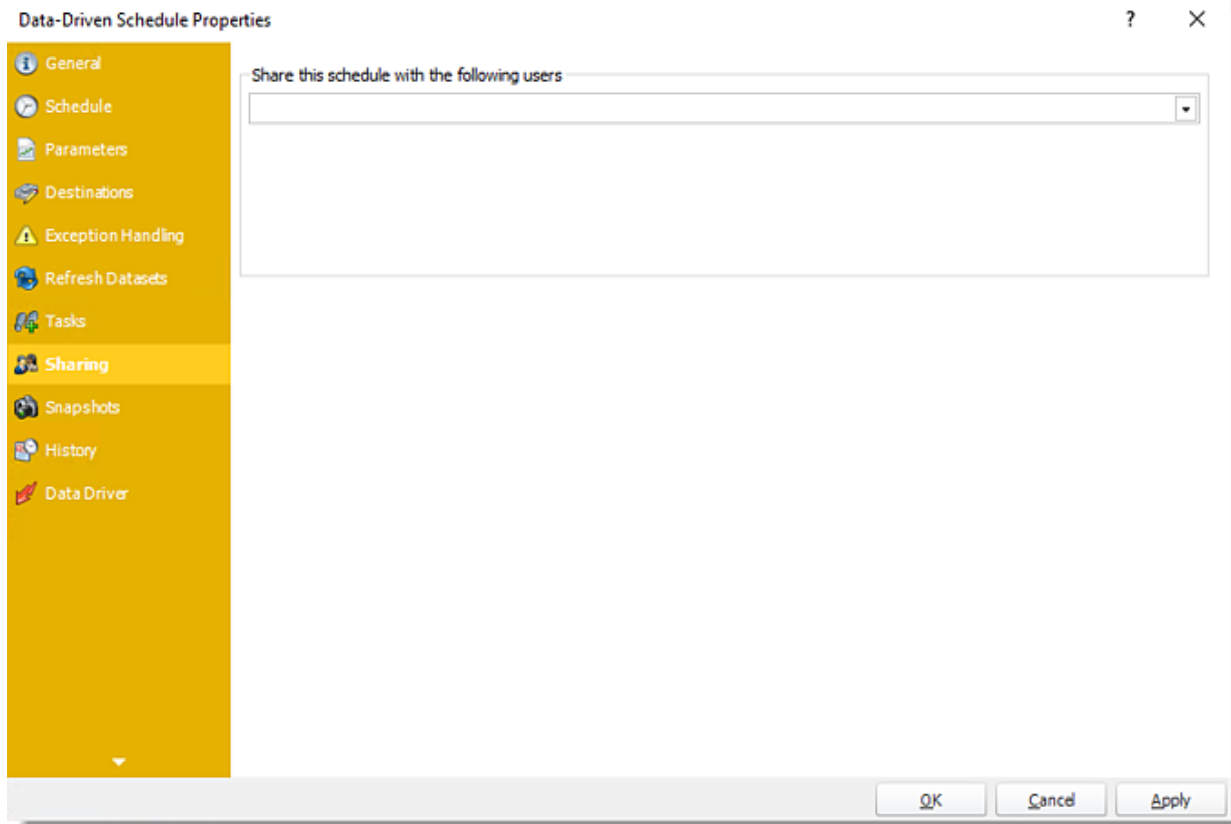 Data-Driven Schedule Properties ?
General
Schedule
Parameters
Destinations
Exception Handling
Refresh Datasets
Tasks
Sharing
Snapshots
History
Data Driver
Share this schedule with the following users
OK Cancel Apply